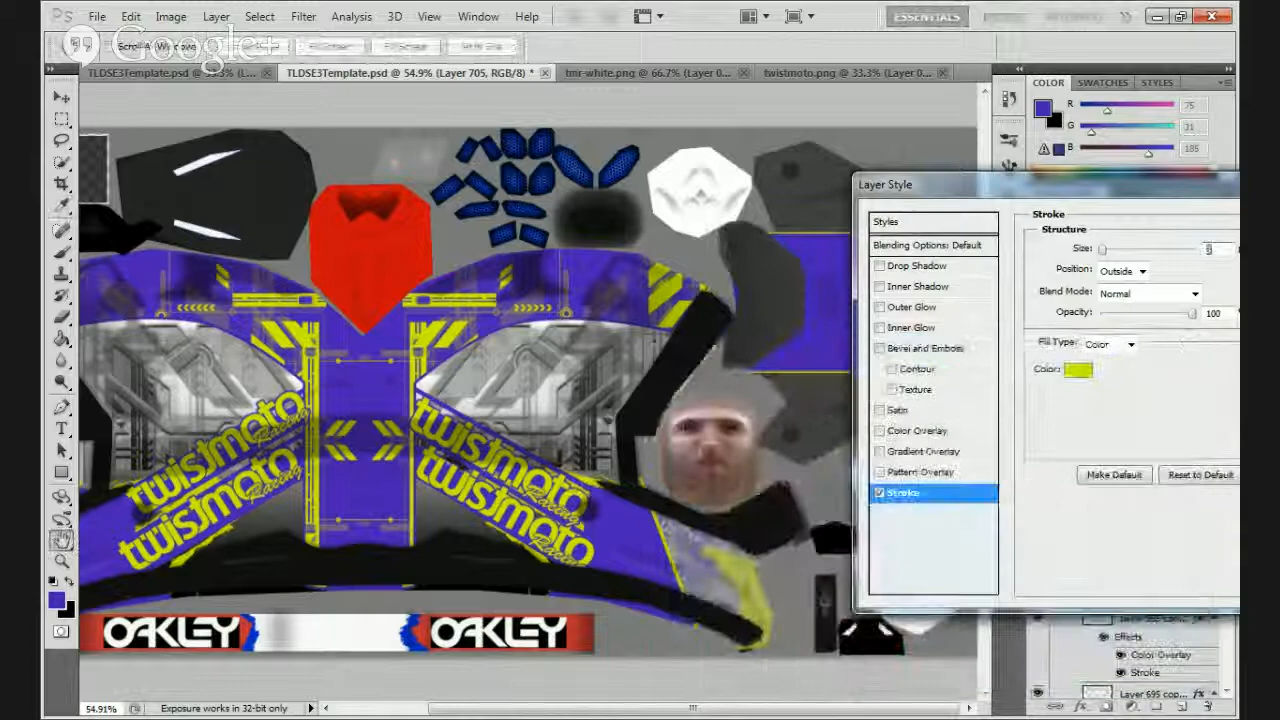 Ps File Edit Image Layer Select Filter Analysis 3D View Window Help ESSENTIALS
Google+
TLDSE3Template.psd @ 54.9% (Layer 705, RGB/8) * tmr-white.png @ 66.7% (Layer 0... twistmoto.png @ 33.3% (Layer 0...
COLOR SWATCHES STYLES
R 75
G 31
B 185
Layer Style
Styles
Blending Options: Default
Drop Shadow
Inner Shadow
Outer Glow
Inner Glow
Bevel and Emboss
Contour
Texture
Satin
Color Overlay
Gradient Overlay
Pattern Overlay
Stroke
Stroke
Structure
Size:
Position: Outside
Blend Mode: Normal
Opacity: 100
Fill Type: Color
Color:
Make Default Reset to Default
twistmoto Racing
twistmoto Racing
twistmoto Racing
twistmoto Racing
OAKLEY OAKLEY
Effects
Color Overlay
Stroke
Layer 695 cop... fx
54.91% Exposure works in 32-bit only